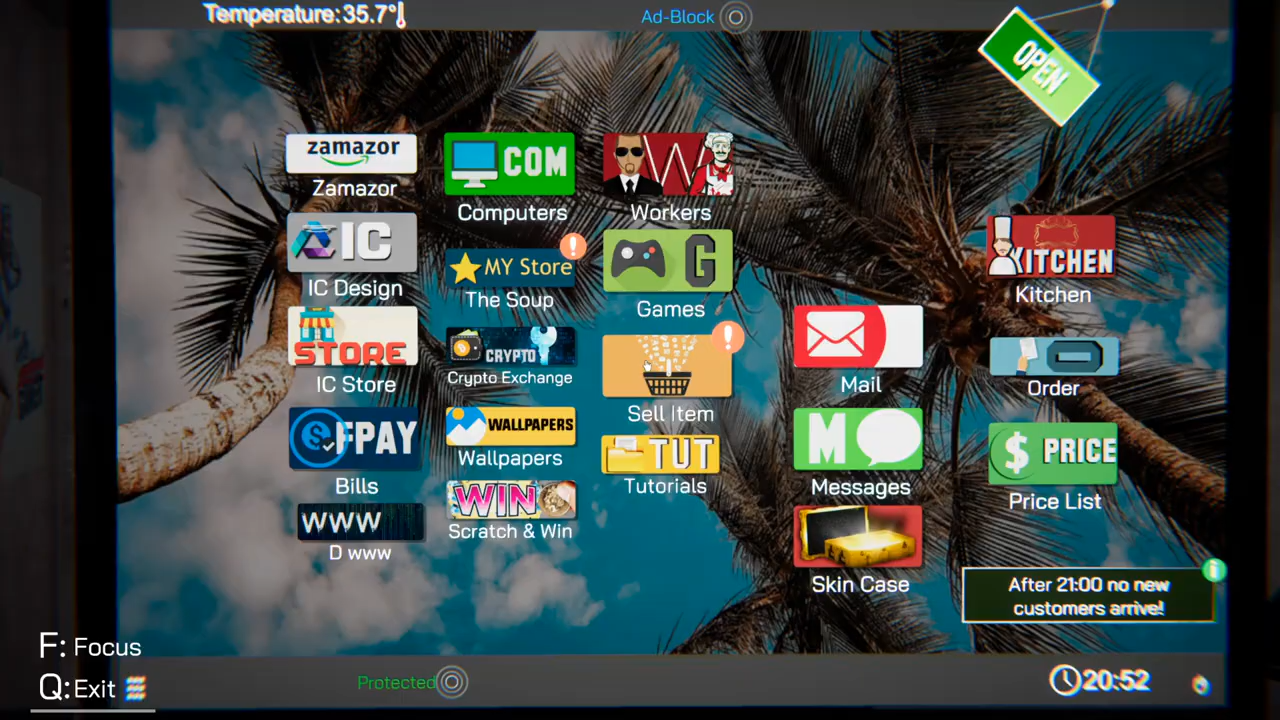 Temperature: 35.7°
Ad-Block
OPEN
zamazor
Zamazor
COM
Computers
W
Workers
IC
IC Design
MY Store
The Soup
G
Games
KITCHEN
Kitchen
STORE
IC Store
CRYPTO
Crypto Exchange
Sell Item
Mail
Order
FPAY
Bills
WALLPAPERS
Wallpapers
TUT
Tutorials
M
Messages
$ PRICE
Price List
WWW
D www
WIN
Scratch & Win
Skin Case
After 21:00 no new
customers arrive!
F: Focus
Q: Exit
Protected
20:52